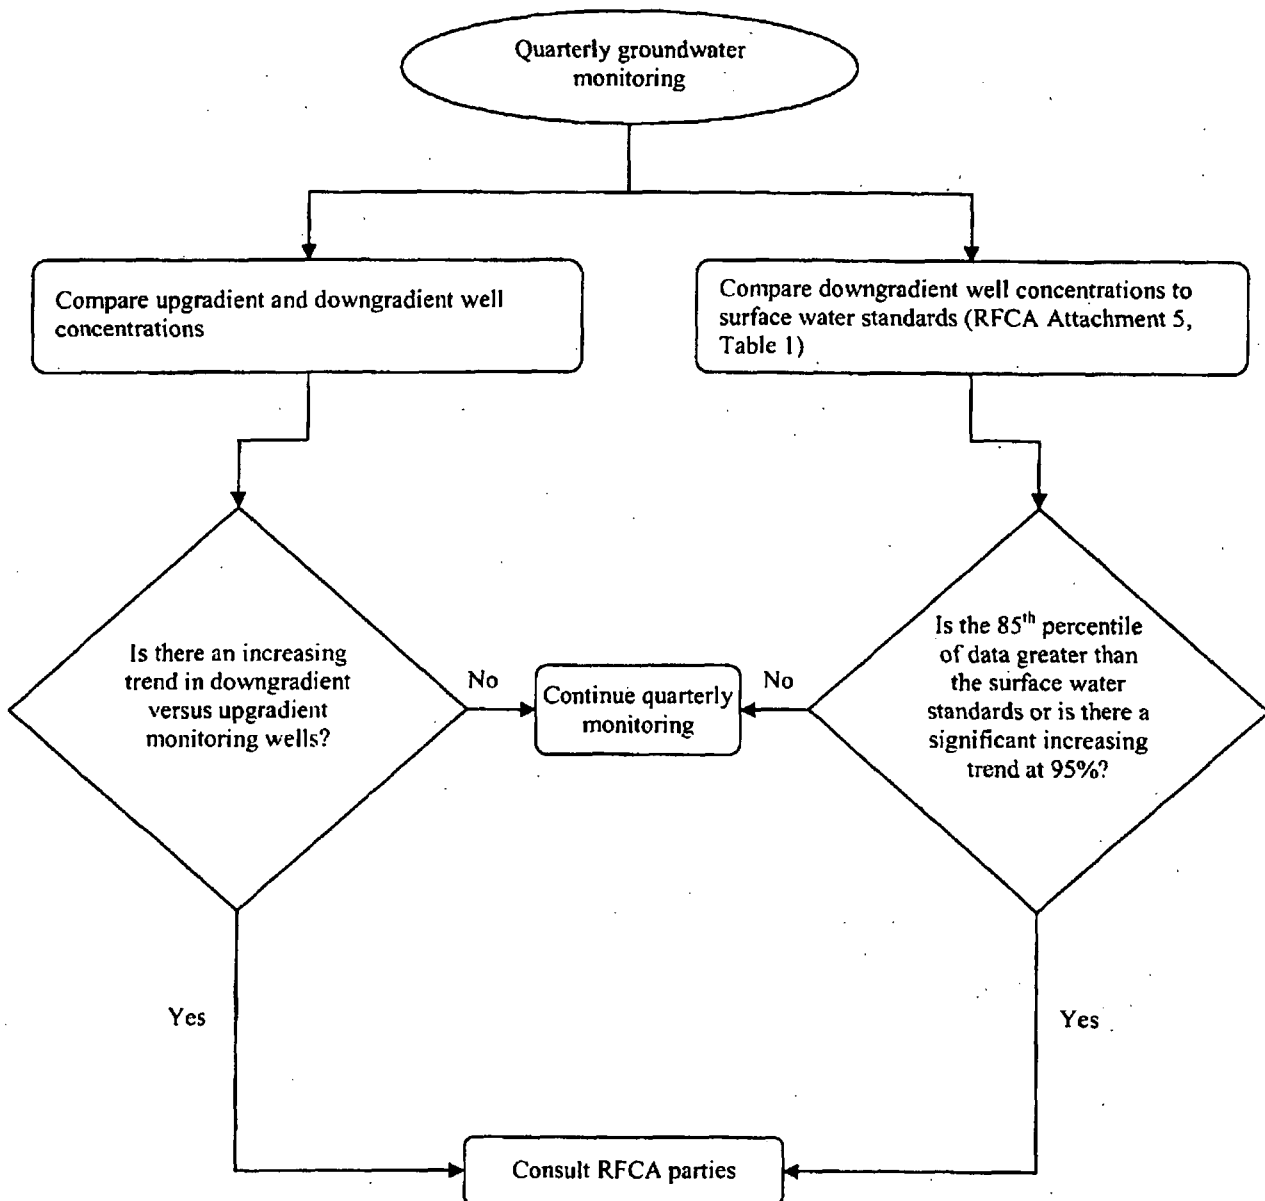 Quarterly groundwater
monitoring
Compare upgradient and downgradient well
concentrations
Compare downgradient well concentrations to
surface water standards (RFCA Attachment 5,
Table 1)
Is there an increasing
trend in downgradient
versus upgradient
monitoring wells?
No
Continue quarterly
monitoring
No
Is the 85th percentile
of data greater than
the surface water
standards or is there a
significant increasing
trend at 95%?
Yes
Yes
Consult RFCA parties